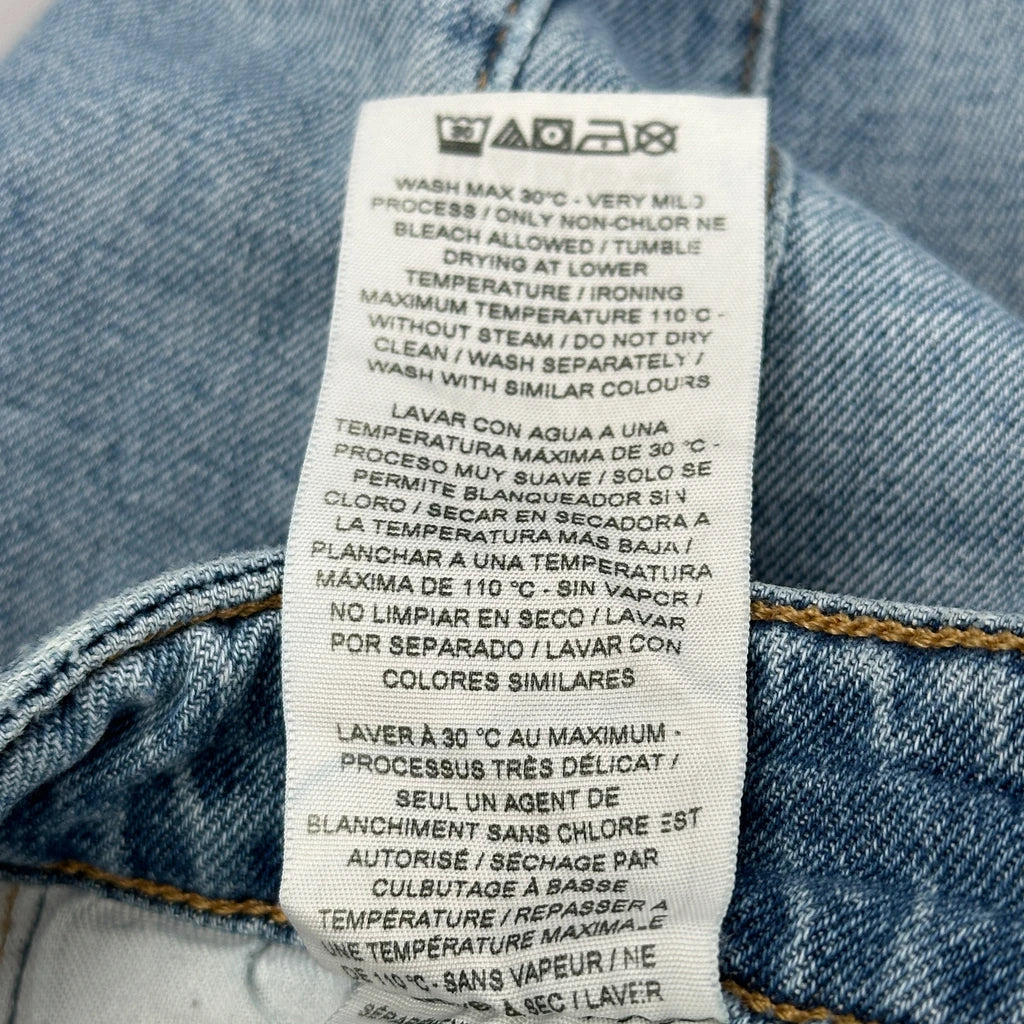 30
WASH MAX 30°C - VERY MILD
PROCESS / ONLY NON-CHLOR NE
BLEACH ALLOWED / TUMBLE
DRYING AT LOWER
TEMPERATURE / IRONING
MAXIMUM TEMPERATURE 110°C -
WITHOUT STEAM / DO NOT DRY
CLEAN / WASH SEPARATELY /
WASH WITH SIMILAR COLOURS
LAVAR CON AGUA A UNA
TEMPERATURA MÁXIMA DE 30 °C -
PROCESO MUY SUAVE / SOLO SE
PERMITE BLANQUEADOR SIN
CLORO / SECAR EN SECADORA A
LA TEMPERATURA MÁS BAJA /
PLANCHAR A UNA TEMPERATURA
MÁXIMA DE 110 °C - SIN VAPOR /
NO LIMPIAR EN SECO / LAVAR
POR SEPARADO / LAVAR CON
COLORES SIMILARES
LAVER À 30 °C AU MAXIMUM -
PROCESSUS TRÈS DÉLICAT /
SEUL UN AGENT DE
BLANCHIMENT SANS CHLORE EST
AUTORISÉ / SÉCHAGE PAR
CULBUTAGE À BASSE
TEMPÉRATURE / REPASSER A
UNE TEMPÉRATURE MAXIMALE
DE 110 °C - SANS VAPEUR / NE
À SEC / LAVER